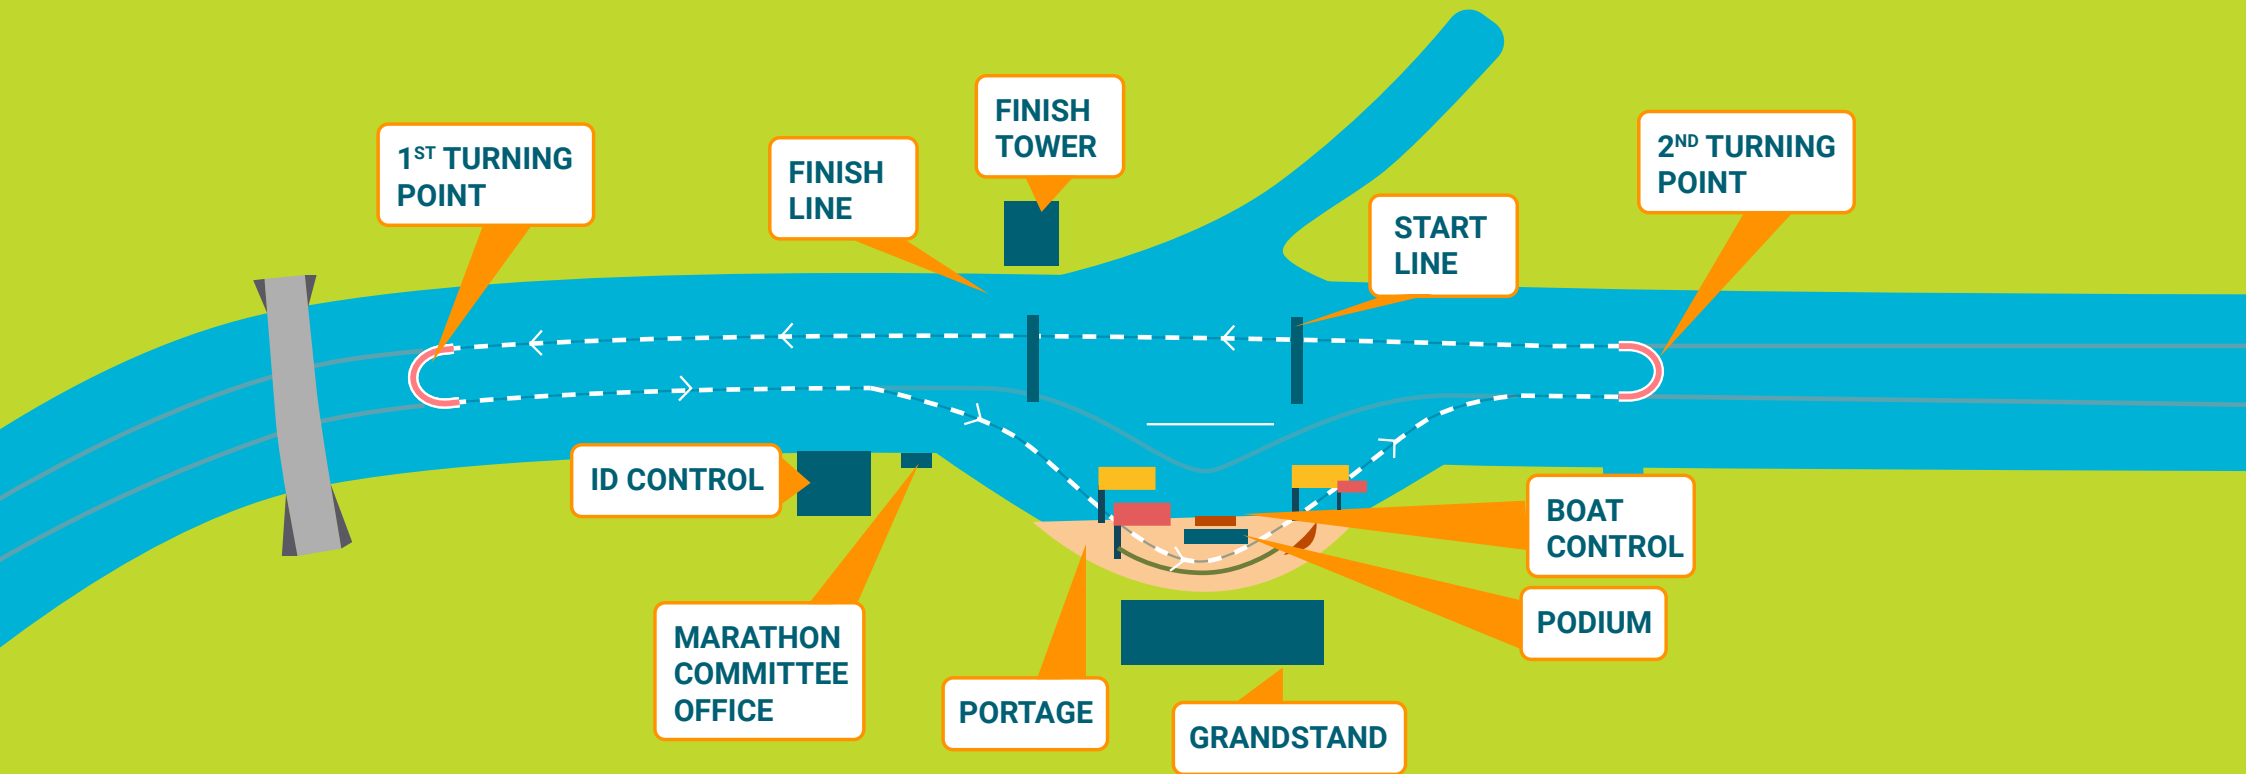 FINISH
TOWER
1ST TURNING
POINT
FINISH
LINE
2ND TURNING
POINT
START
LINE
ID CONTROL
BOAT
CONTROL
MARATHON
COMMITTEE
OFFICE
PODIUM
PORTAGE
GRANDSTAND